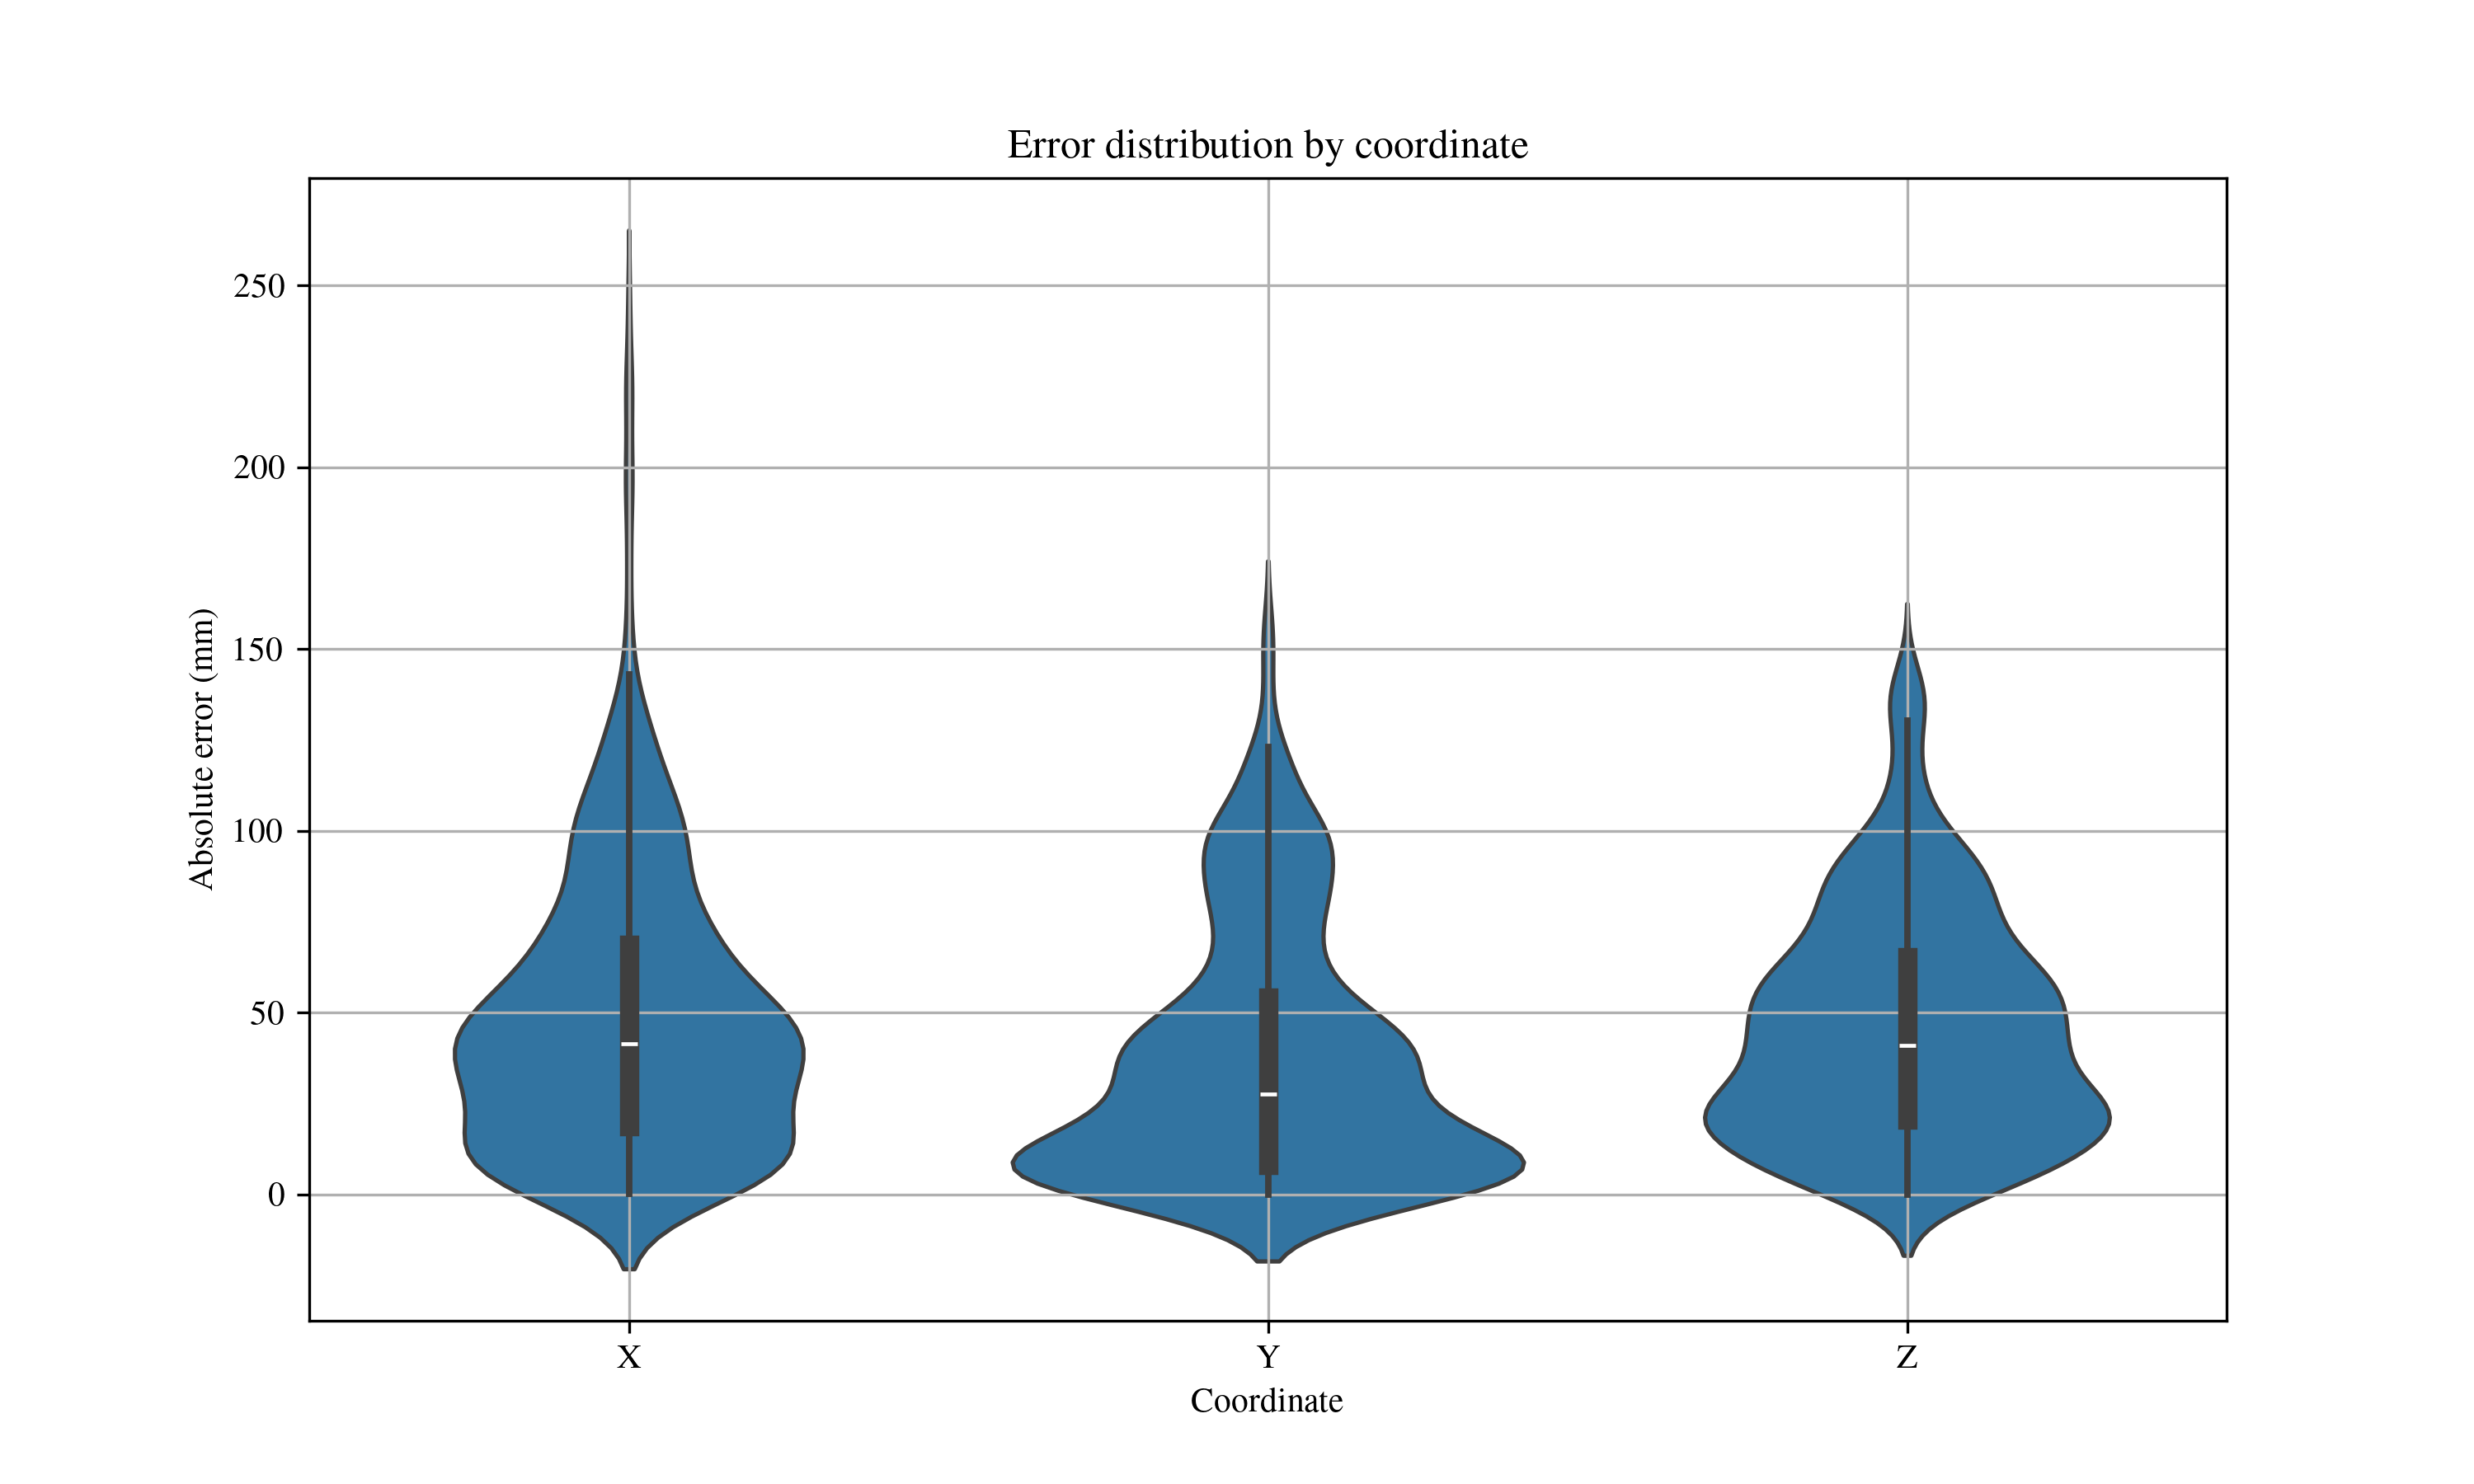 Error distribution by coordinate
Absolute error (mm)
250
200
150
100
50
0
X
Y
Z
Coordinate